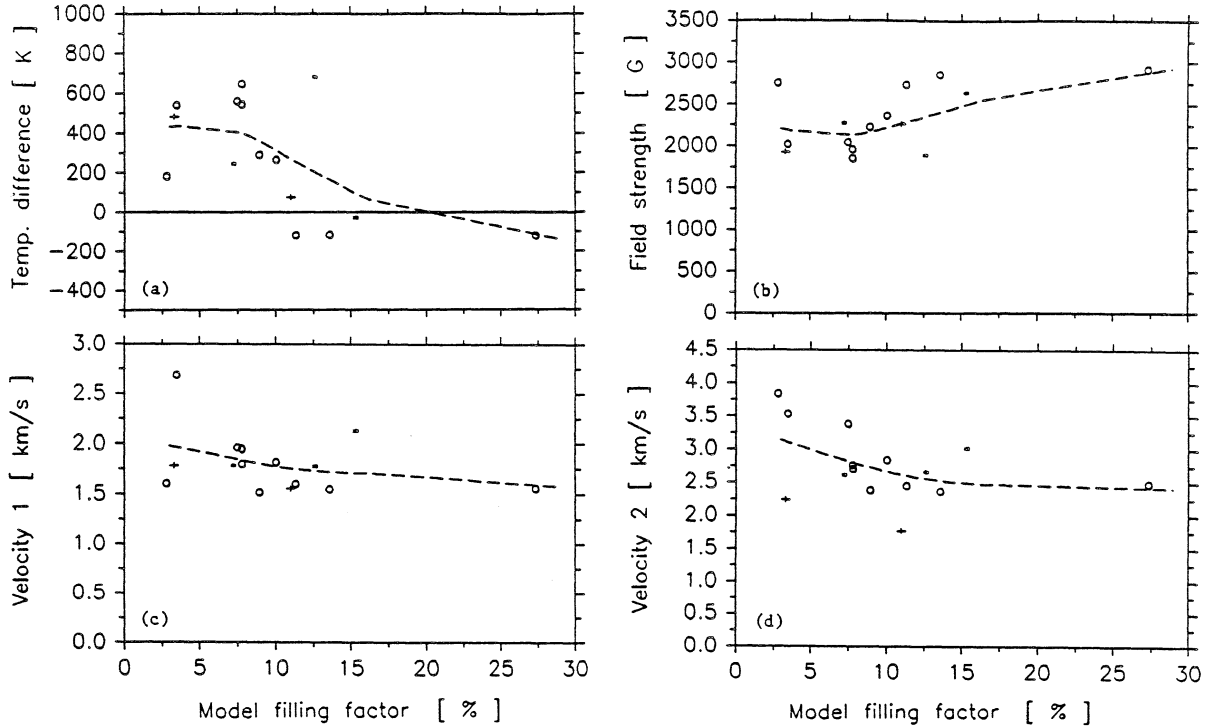 Temp. difference [ K ]
1000
800
600
400
200
0
−200
−400
(a)
Field strength [ G ]
3500
3000
2500
2000
1500
1000
500
0
(b)
Velocity 1 [ km/s ]
3.0
2.5
2.0
1.5
1.0
0.5
0.0
(c)
0 5 10 15 20 25 30
Model filling factor [ % ]
Velocity 2 [ km/s ]
4.5
4.0
3.5
3.0
2.5
2.0
1.5
1.0
0.5
0.0
(d)
0 5 10 15 20 25 30
Model filling factor [ % ]